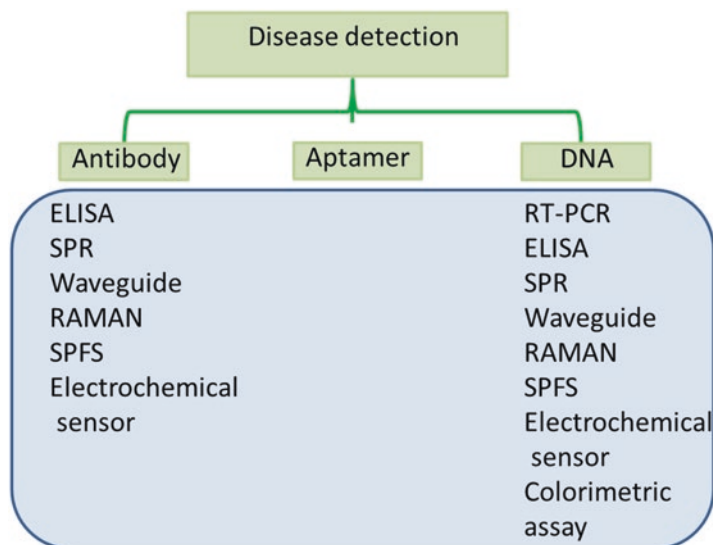 Disease detection
Antibody
Aptamer
DNA
ELISA
SPR
Waveguide
RAMAN
SPFS
Electrochemical
sensor
RT-PCR
ELISA
SPR
Waveguide
RAMAN
SPFS
Electrochemical
sensor
Colorimetric
assay